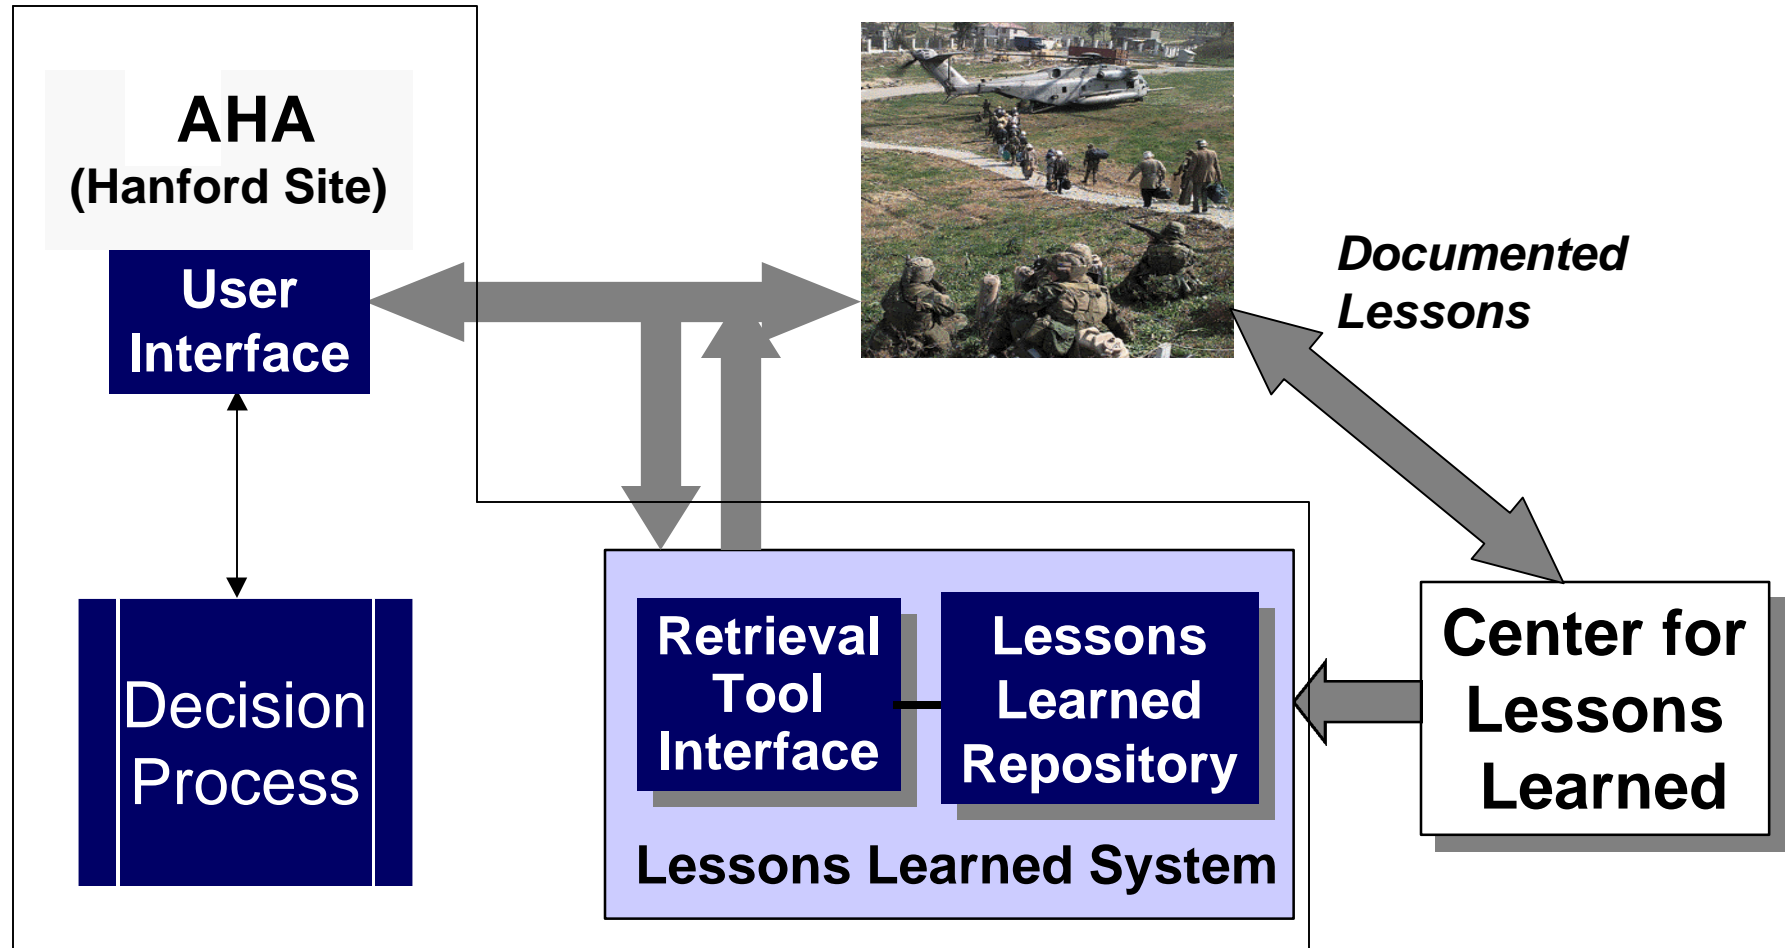 AHA
(Hanford Site)
User
Interface
Decision
Process
Documented
Lessons
Retrieval
Tool
Interface
Lessons
Learned
Repository
Lessons Learned System
Center for
Lessons
Learned